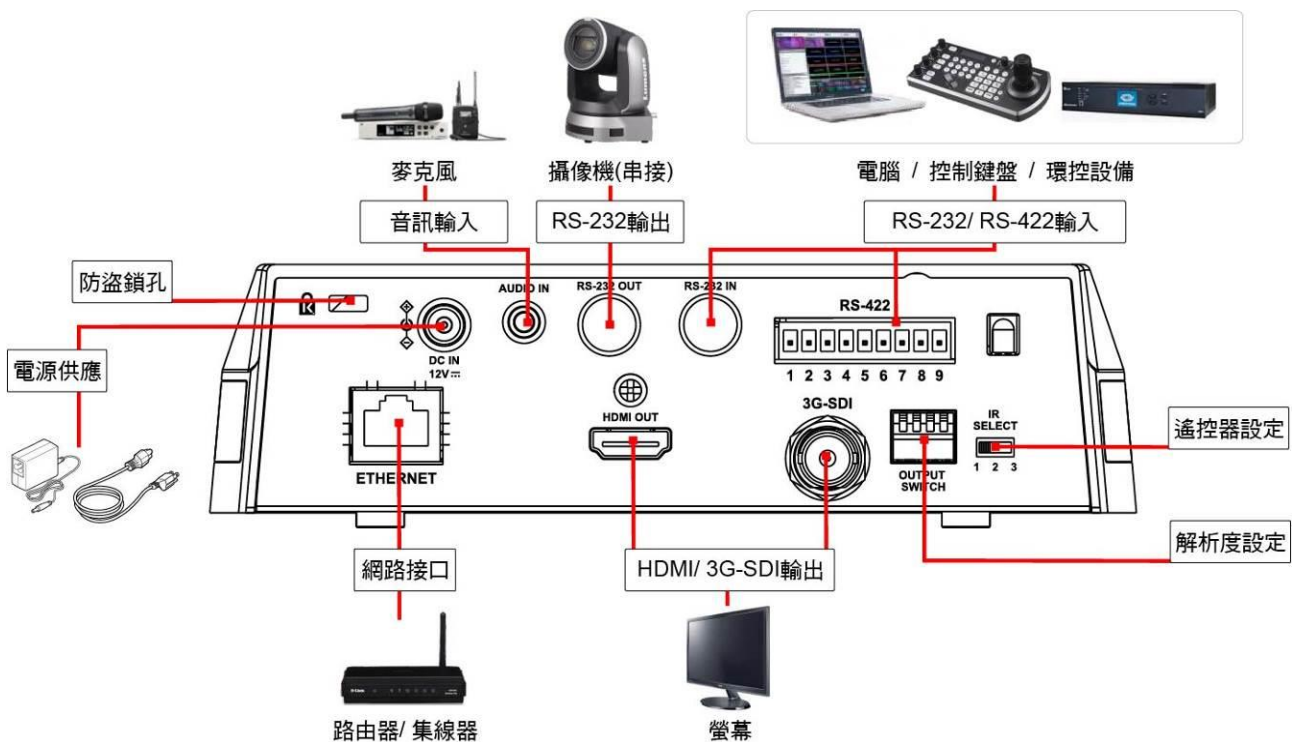 Lumens
麥克風
攝像機(串接)
電腦 / 控制鍵盤 / 環控設備
音訊輸入
RS-232輸出
RS-232/ RS-422輸入
防盜鎖孔
電源供應
AUDIO IN
RS-232 OUT
RS-232 IN
RS-422
DC IN
12V
1 2 3 4 5 6 7 8 9
HDMI OUT
3G-SDI
IR
SELECT
1 2 3
遙控器設定
ETHERNET
OUTPUT
SWITCH
解析度設定
網路接口
HDMI/ 3G-SDI輸出
D-Link
路由器/ 集線器
螢幕